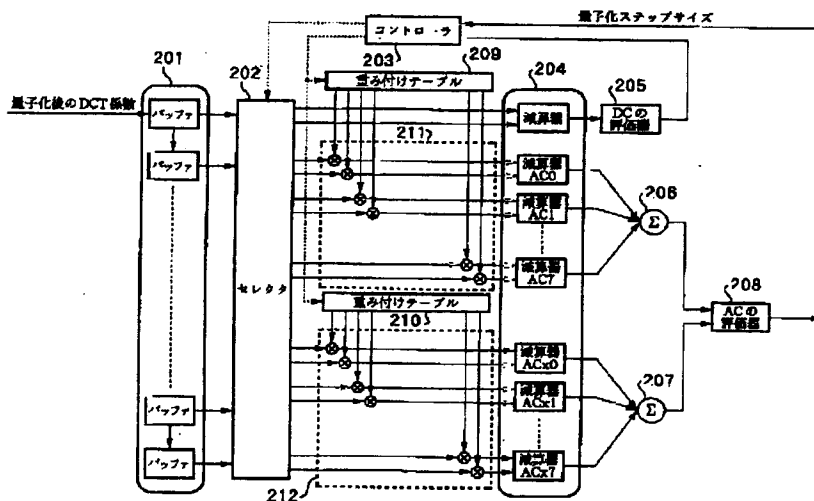 量子化ステップサイズ
コントローラ
203
209
201
202
重み付けテーブル
204
205
量子化後のDCT係数
バッファ
減算器
DCの
評価器
211
バッファ
減算器
AC0
減算器
AC1
206
Σ
減算器
AC7
セレクタ
重み付けテーブル
210
208
ACの
評価器
減算器
ACx0
減算器
ACx1
207
Σ
バッファ
バッファ
減算器
ACx7
212